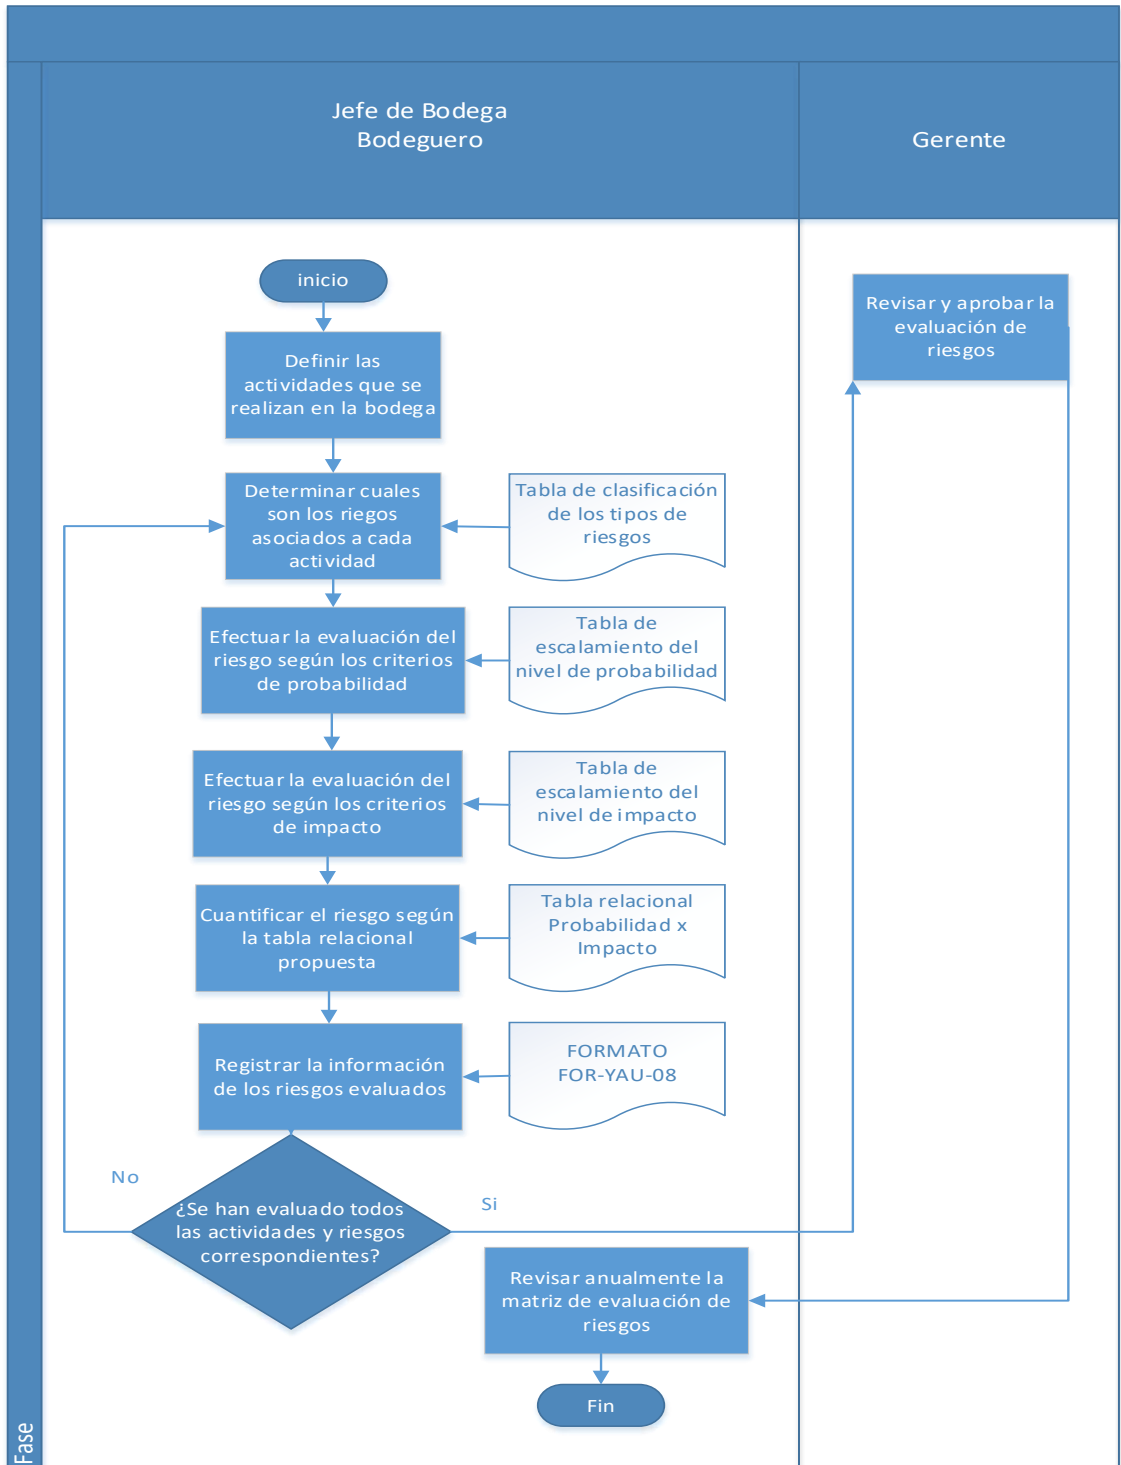 Jefe de Bodega
Bodeguero
Gerente
inicio
Revisar y aprobar la
evaluación de
riesgos
Definir las
actividades que se
realizan en la bodega
Determinar cuales
son los riegos
asociados a cada
actividad
Tabla de clasificación
de los tipos de
riesgos
Efectuar la evaluación del
riesgo según los criterios
de probabilidad
Tabla de
escalamiento del
nivel de probabilidad
Efectuar la evaluación del
riesgo según los criterios
de impacto
Tabla de
escalamiento del
nivel de impacto
Cuantificar el riesgo según
la tabla relacional
propuesta
Tabla relacional
Probabilidad x
Impacto
Registrar la información
de los riesgos evaluados
FORMATO
FOR-YAU-08
No
¿Se han evaluado todos
las actividades y riesgos
correspondientes?
Si
Revisar anualmente la
matriz de evaluación de
riesgos
Fin
Fase